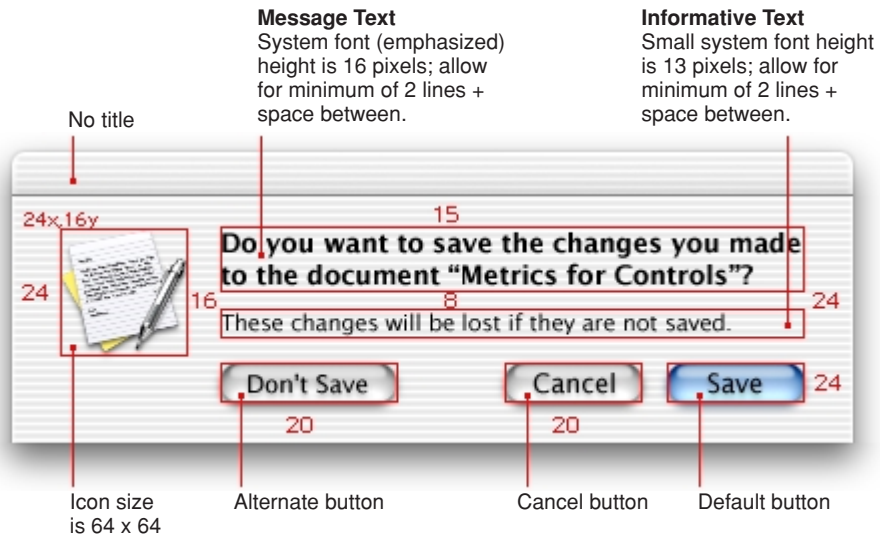 Message Text
System font (emphasized)
height is 16 pixels; allow
for minimum of 2 lines +
space between.
Informative Text
Small system font height
is 13 pixels; allow for
minimum of 2 lines +
space between.
No title
24x,16y
15
Do you want to save the changes you made
to the document “Metrics for Controls”?
24
16
8
24
These changes will be lost if they are not saved.
Don't Save
Cancel
Save
24
20
20
Icon size
is 64 x 64
Alternate button
Cancel button
Default button